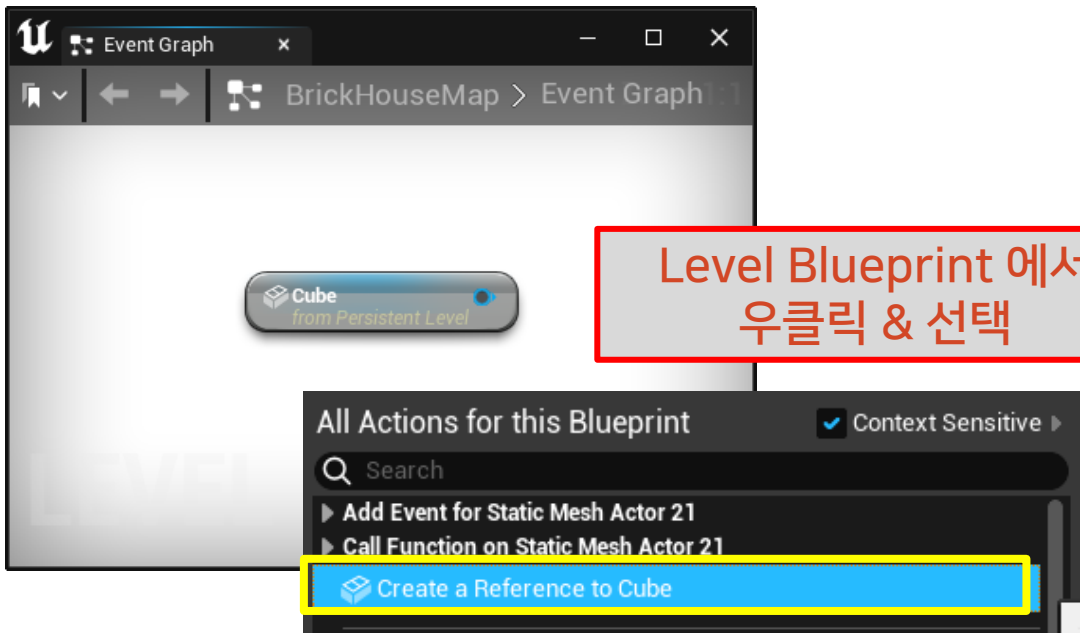 Event Graph
BrickHouseMap > Event Graph
Cube
from Persistent Level
LEVEL
Level Blueprint 에서
우클릭 & 선택
All Actions for this Blueprint
Context Sensitive
Search
Add Event for Static Mesh Actor 21
Call Function on Static Mesh Actor 21
Create a Reference to Cube